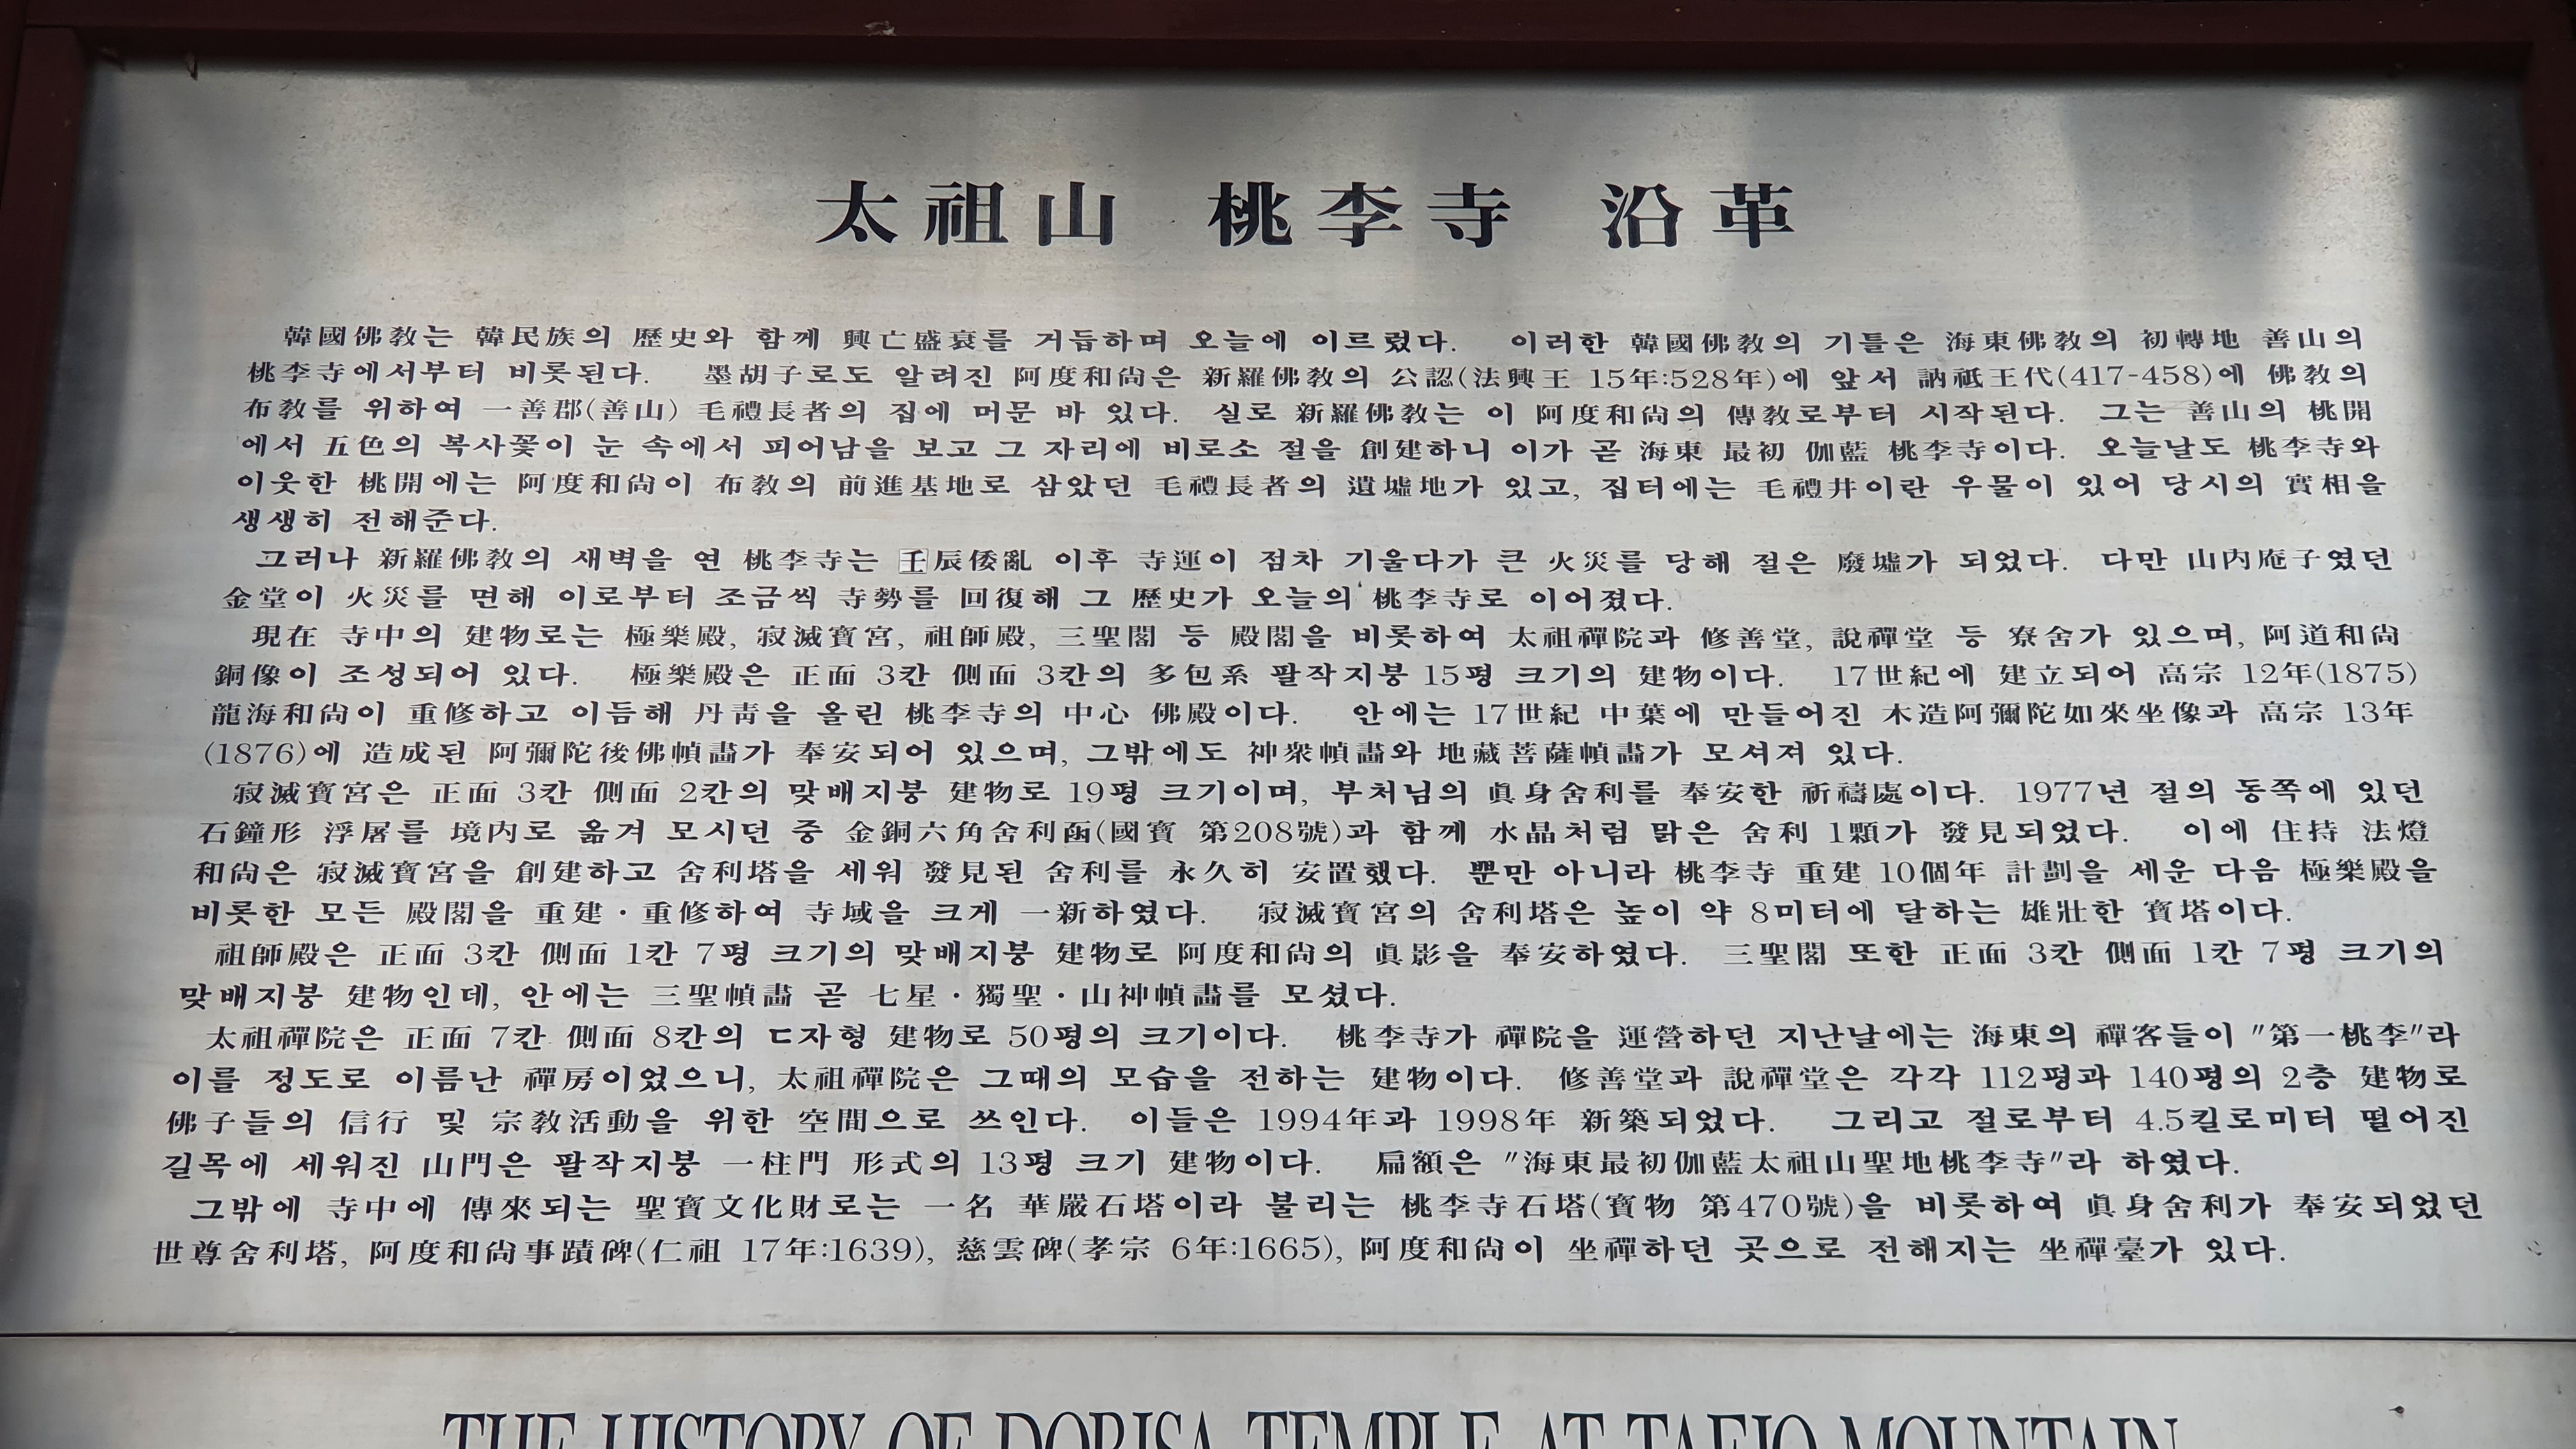 太祖山 桃李寺 沿革
韓國佛敎는 韓民族의 歷史와 함께 興亡盛衰를 거듭하며 오늘에 이르렀다. 이러한 韓國佛敎의 기틀은 海東佛敎의 初轉地 善山의
桃李寺에서부터 비롯된다. 墨胡子로도 알려진 阿度和尙은 新羅佛敎의 公認(法興王 15年:528年)에 앞서 訥祗王代(417-458)에 佛敎의
布敎를 위하여 一善郡(善山) 毛禮長者의 집에 머문 바 있다. 실로 新羅佛敎는 이 阿度和尙의 傳敎로부터 시작된다. 그는 善山의 桃開
에서 五色의 복사꽃이 눈 속에서 피어남을 보고 그 자리에 비로소 절을 創建하니 이가 곧 海東 最初 伽藍 桃李寺이다. 오늘날도 桃李寺와
이웃한 桃開에는 阿度和尙이 布敎의 前進基地로 삼았던 毛禮長者의 遺墟地가 있고, 집터에는 毛禮井이란 우물이 있어 당시의 實相을
생생히 전해준다.
그러나 新羅佛敎의 새벽을 연 桃李寺는 壬辰倭亂 이후 寺運이 점차 기울다가 큰 火災를 당해 절은 廢墟가 되었다. 다만 山内庵子였던
金堂이 火災를 면해 이로부터 조금씩 寺勢를 回復해 그 歷史가 오늘의 桃李寺로 이어졌다.
現在 寺中의 建物로는 極樂殿, 寂滅寶宮, 祖師殿, 三聖閣 등 殿閣을 비롯하여 太祖禪院과 修善堂, 說禪堂 등 寮舍가 있으며, 阿道和尙
銅像이 조성되어 있다. 極樂殿은 正面 3칸 側面 3칸의 多包系 팔작지붕 15평 크기의 建物이다. 17世紀에 建立되어 高宗 12年(1875)
龍海和尙이 重修하고 이듬해 丹靑을 올린 桃李寺의 中心 佛殿이다. 안에는 17世紀 中葉에 만들어진 木造阿彌陀如來坐像과 高宗 13年
(1876)에 造成된 阿彌陀後佛幀畵가 奉安되어 있으며, 그밖에도 神衆幀畵와 地藏菩薩幀畵가 모셔져 있다.
寂滅寶宮은 正面 3칸 側面 2칸의 맞배지붕 建物로 19평 크기이며, 부처님의 眞身舍利를 奉安한 祈禱處이다. 1977년 절의 동쪽에 있던
石鐘形 浮屠를 境内로 옮겨 모시던 중 金銅六角舍利函(國寶 第208號)과 함께 水晶처럼 맑은 舍利 1顆가 發見되었다. 이에 住持 法燈
和尙은 寂滅寶宮을 創建하고 舍利塔을 세워 發見된 舍利를 永久히 安置했다. 뿐만 아니라 桃李寺 重建 10個年 計劃을 세운 다음 極樂殿을
비롯한 모든 殿閣을 重建·重修하여 寺域을 크게 一新하였다. 寂滅寶宮의 舍利塔은 높이 약 8미터에 달하는 雄壯한 寶塔이다.
祖師殿은 正面 3칸 側面 1칸 7평 크기의 맞배지붕 建物로 阿度和尙의 眞影을 奉安하였다. 三聖閣 또한 正面 3칸 側面 1칸 7평 크기의
맞배지붕 建物인데, 안에는 三聖幀畵 곧 七星·獨聖·山神幀畵를 모셨다.
太祖禪院은 正面 7칸 側面 8칸의 ㄷ자형 建物로 50평의 크기이다. 桃李寺가 禪院을 運營하던 지난날에는 海東의 禪客들이 "第一桃李"라
이를 정도로 이름난 禪房이었으니, 太祖禪院은 그때의 모습을 전하는 建物이다. 修善堂과 說禪堂은 각각 112평과 140평의 2층 建物로
佛子들의 信行 및 宗敎活動을 위한 空間으로 쓰인다. 이들은 1994年과 1998年 新築되었다. 그리고 절로부터 4.5킬로미터 떨어진
길목에 세워진 山門은 팔작지붕 一柱門 形式의 13평 크기 建物이다. 扁額은 "海東最初伽藍太祖山聖地桃李寺"라 하였다.
그밖에 寺中에 傳來되는 聖寶文化財로는 一名 華嚴石塔이라 불리는 桃李寺石塔(寶物 第470號)을 비롯하여 眞身舍利가 奉安되었던
世尊舍利塔, 阿度和尙事蹟碑(仁祖 17年:1639), 慈雲碑(孝宗 6年:1665), 阿度和尙이 坐禪하던 곳으로 전해지는 坐禪臺가 있다.
THE HISTORY OF DORISA TEMPLE AT TAEJO MOUNTAIN